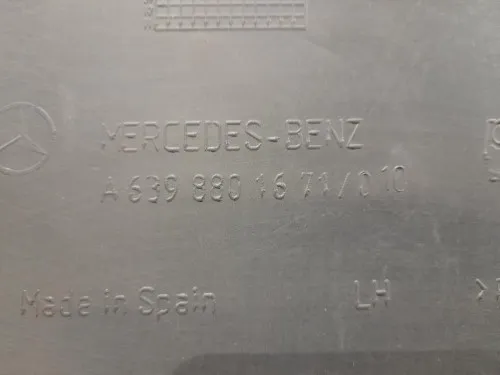 MERCEDES-BENZ
A 639 880 16 71/010
Made in Spain LH